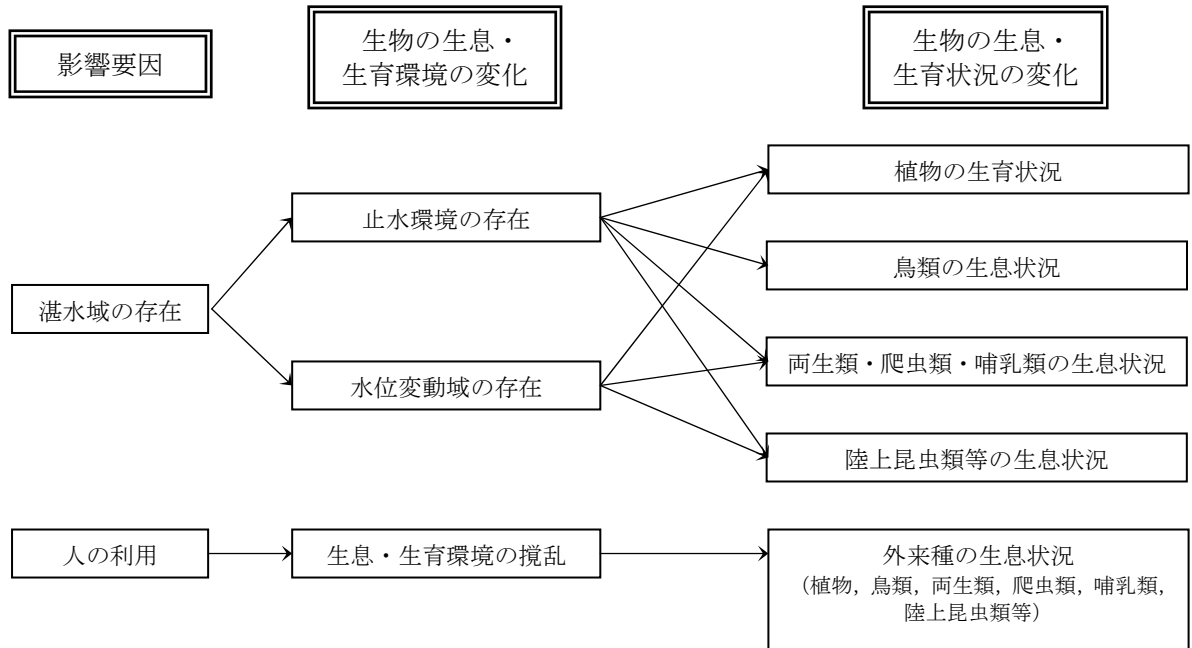 影響要因
生物の生息・
生育環境の変化
生物の生息・
生育状況の変化
湛水域の存在
止水環境の存在
水位変動域の存在
植物の生育状況
鳥類の生息状況
両生類・爬虫類・哺乳類の生息状況
陸上昆虫類等の生息状況
人の利用
生息・生育環境の撹乱
外来種の生息状況
（植物, 鳥類, 両生類, 爬虫類, 哺乳類,
陸上昆虫類等）